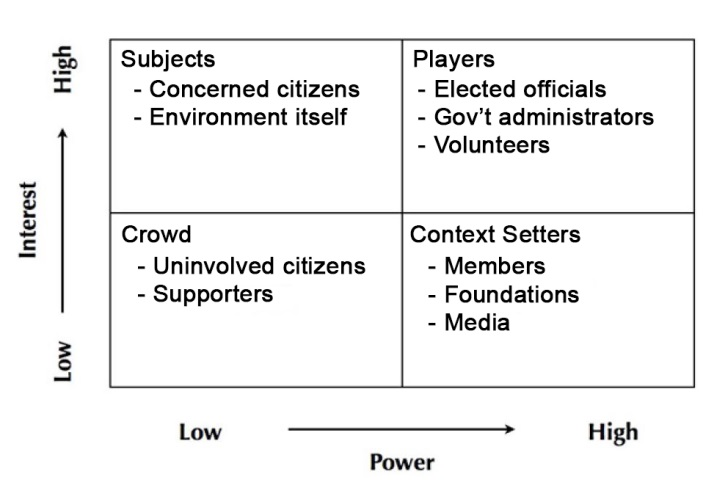 High
Interest
Low
Subjects
- Concerned citizens
- Environment itself
Players
- Elected officials
- Gov't administrators
- Volunteers
Crowd
- Uninvolved citizens
- Supporters
Context Setters
- Members
- Foundations
- Media
Low
High
Power